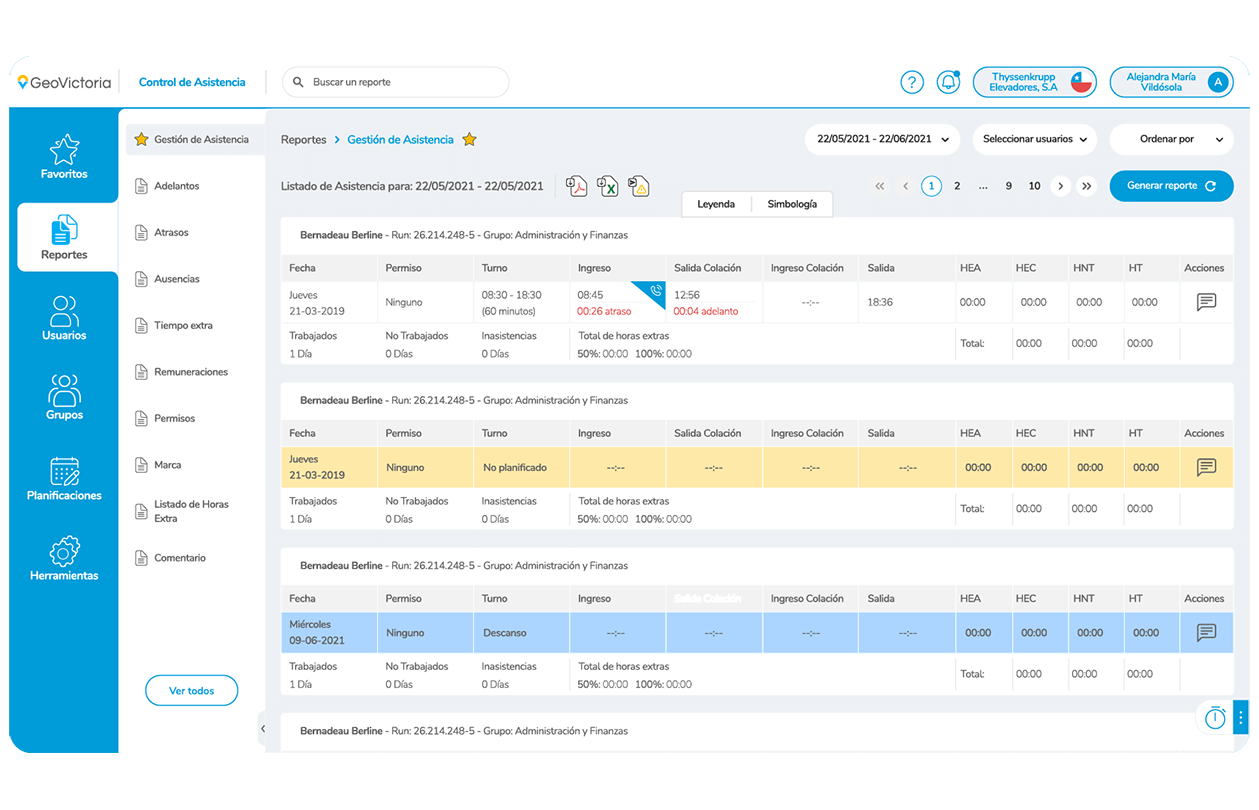 GeoVictoria
Control de Asistencia
Buscar un reporte
?
Thyssenkrupp
Elevadores, S.A
Alejandra María
Vildósola
A
Favoritos
Reportes
Usuarios
Grupos
Planificaciones
Herramientas
Gestión de Asistencia
Adelantos
Atrasos
Ausencias
Tiempo extra
Remuneraciones
Permisos
Marca
Listado de Horas
Extra
Comentario
Ver todos
Reportes > Gestión de Asistencia
22/05/2021 - 22/06/2021
Seleccionar usuarios
Ordenar por
Listado de Asistencia para: 22/05/2021 - 22/05/2021
Leyenda Simbología
<< < 1 2 ... 9 10 > >>
Generar reporte
Bernadeau Berline - Run: 26.214.248-5 - Grupo: Administración y Finanzas
Fecha Permiso Turno Ingreso Salida Colación Ingreso Colación Salida HEA HEC HNT HT Acciones
Jueves 08:30 - 18:30 08:45 12:56
Ninguno --:-- 18:36 00:00 00:00 00:00 00:00
21-03-2019 (60 minutos) 00:26 atraso 00:04 adelanto
Trabajados No Trabajados Inasistencias Total de horas extras
Total: 00:00 00:00 00:00
1 Día 0 Días 0 Días 50%: 00:00 100%: 00:00
Bernadeau Berline - Run: 26.214.248-5 - Grupo: Administración y Finanzas
Fecha Permiso Turno Ingreso Salida Colación Ingreso Colación Salida HEA HEC HNT HT Acciones
Jueves
Ninguno No planificado --:-- --:-- --:-- --:-- 00:00 00:00 00:00 00:00
21-03-2019
Trabajados No Trabajados Inasistencias Total de horas extras
Total: 00:00 00:00 00:00
1 Día 0 Días 0 Días 50%: 00:00 100%: 00:00
Bernadeau Berline - Run: 26.214.248-5 - Grupo: Administración y Finanzas
Fecha Permiso Turno Ingreso Salida Colación Ingreso Colación Salida HEA HEC HNT HT Acciones
Miércoles
Ninguno Descanso --:-- --:-- --:-- --:-- 00:00 00:00 00:00 00:00
09-06-2021
Trabajados No Trabajados Inasistencias Total de horas extras
Total: 00:00 00:00 00:00
1 Día 0 Días 0 Días 50%: 00:00 100%: 00:00
Bernadeau Berline - Run: 26.214.248-5 - Grupo: Administración y Finanzas